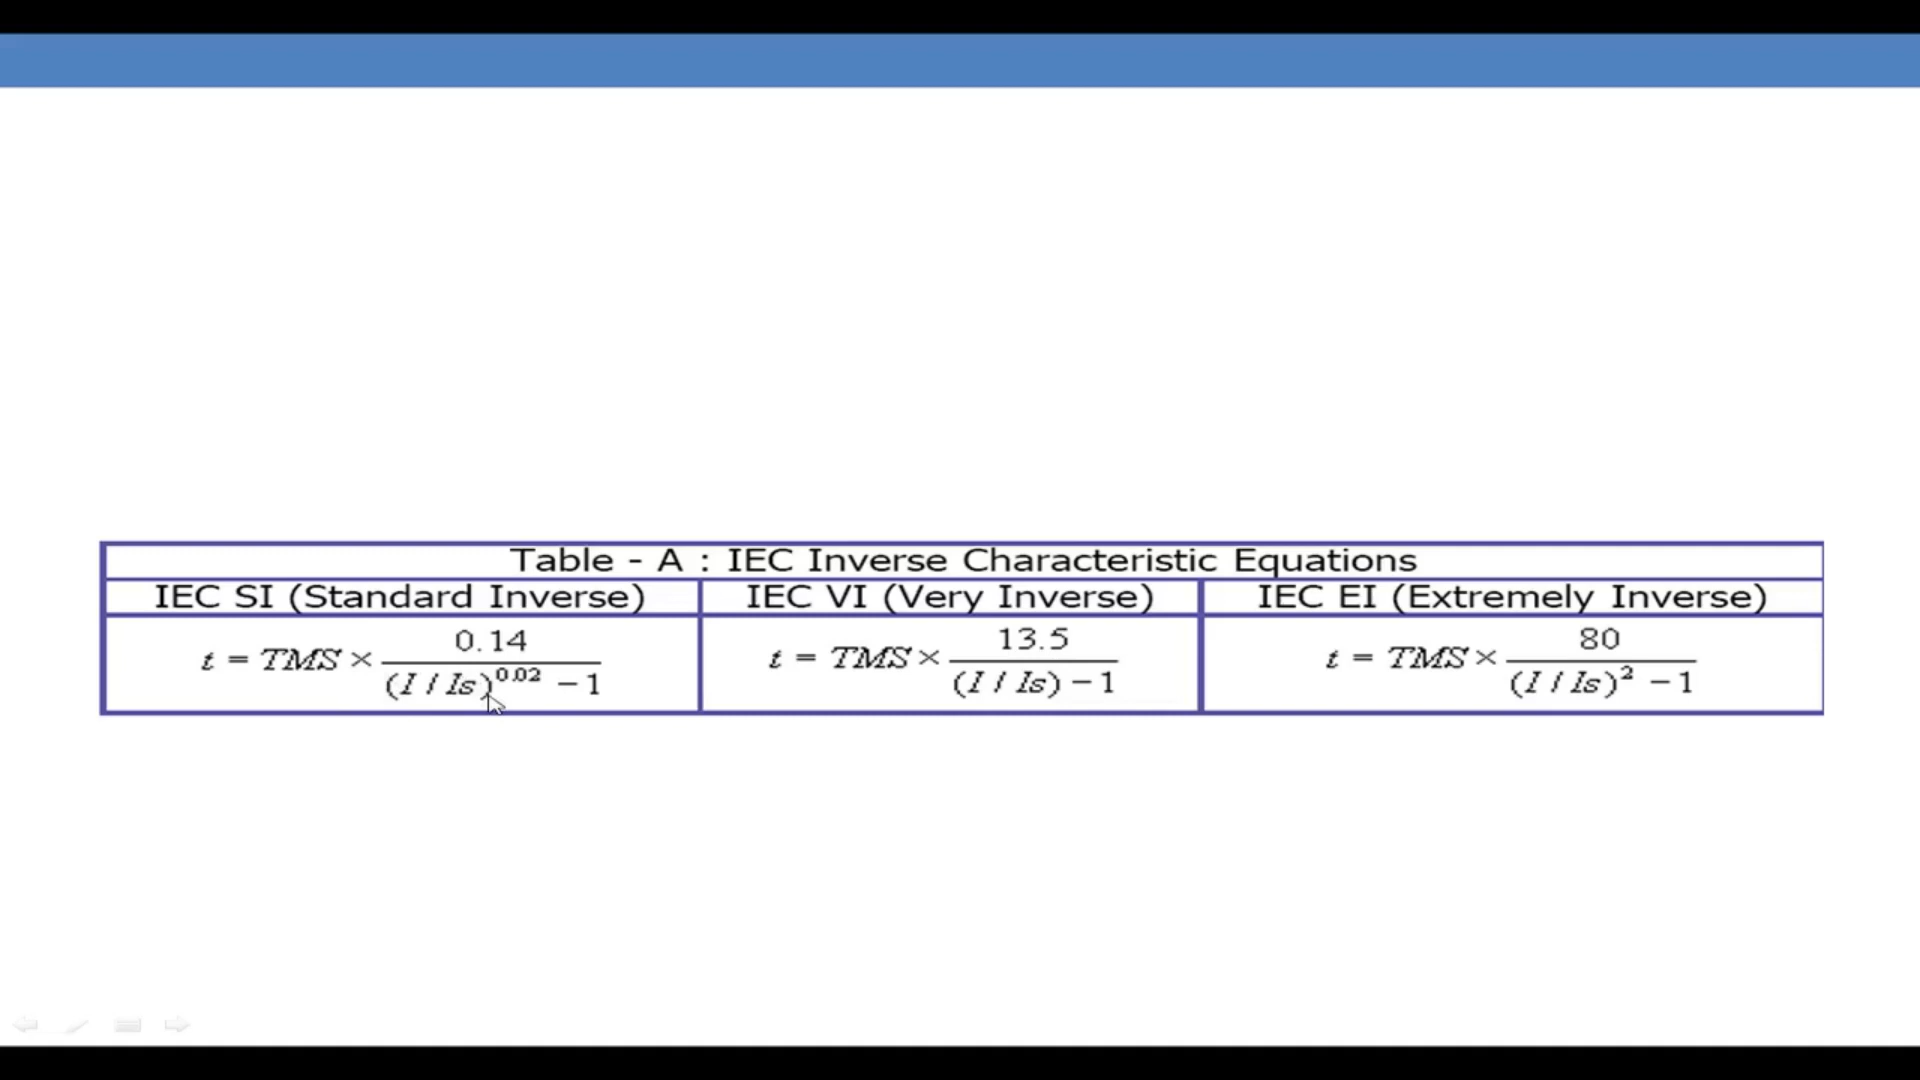 Table - A : IEC Inverse Characteristic Equations
IEC SI (Standard Inverse) IEC VI (Very Inverse) IEC EI (Extremely Inverse)
t = TMS × 0.14 / ((I / Is)^0.02 − 1) t = TMS × 13.5 / ((I / Is) − 1) t = TMS × 80 / ((I / Is)^2 − 1)